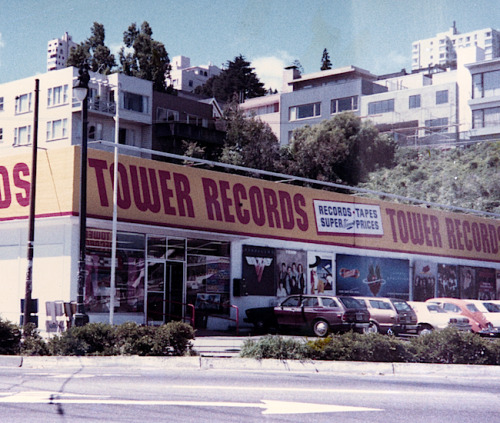 DS
TOWER RECORDS
RECORDS • TAPES
SUPER PRICES
TOWER RECORD